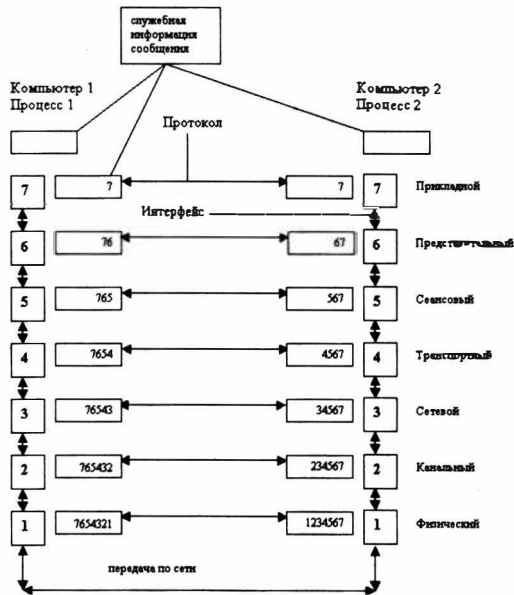 служебная
информация
сообщения
Компьютер 1
Процесс 1
Компьютер 2
Процесс 2
Протокол
7 7 7 7 Прикладной
Интерфейс
6 76 67 6 Представительный
5 765 567 5 Сеансовый
4 7654 4567 4 Транспортный
3 76543 34567 3 Сетевой
2 765432 234567 2 Канальный
1 7654321 1234567 1 Физический
передача по сети